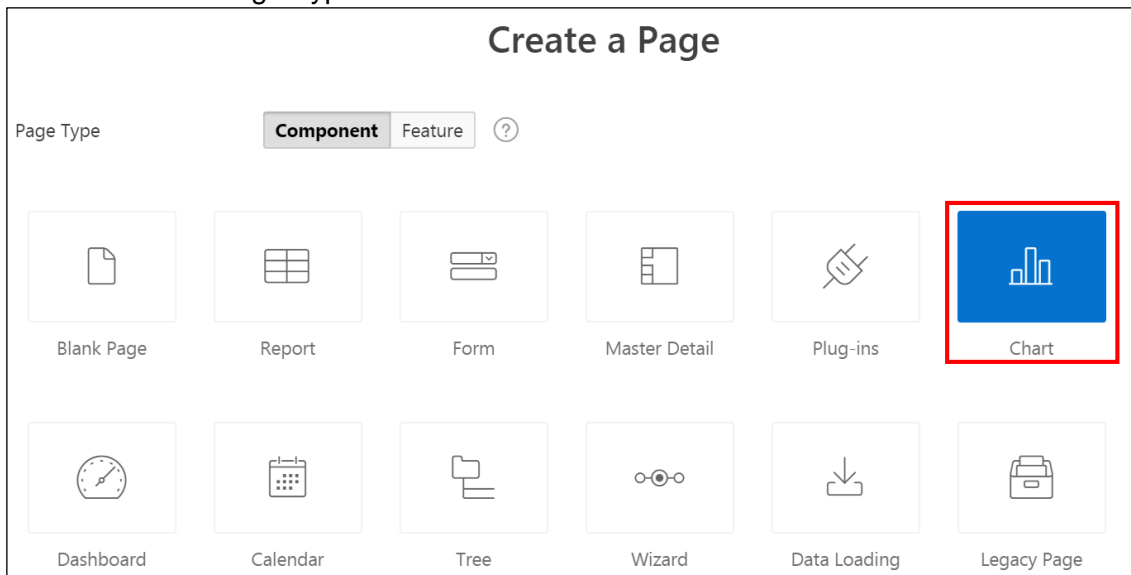 Create a Page
Page Type Component Feature ?
Blank Page Report Form Master Detail Plug-ins Chart
Dashboard Calendar Tree Wizard Data Loading Legacy Page